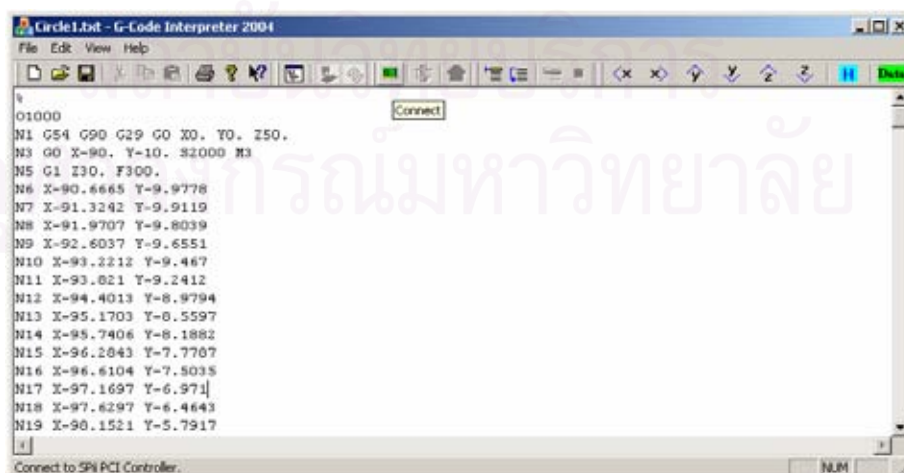 Circle1.txt - G-Code Interpreter 2004
File Edit View Help
Data
%
Connect
O1000
N1 G54 G90 G29 G0 X0. Y0. Z50.
N3 G0 X-90. Y-10. S2000 M3
N5 G1 Z30. F300.
N6 X-90.6665 Y-9.9778
N7 X-91.3242 Y-9.9119
N8 X-91.9707 Y-9.8039
N9 X-92.6037 Y-9.6551
N10 X-93.2212 Y-9.467
N11 X-93.821 Y-9.2412
N12 X-94.4013 Y-8.9794
N13 X-95.1703 Y-8.5597
N14 X-95.7406 Y-8.1882
N15 X-96.2843 Y-7.7787
N16 X-96.6104 Y-7.5035
N17 X-97.1697 Y-6.971
N18 X-97.6297 Y-6.4643
N19 X-98.1521 Y-5.7917
Connect to SPii PCI Controller.
NUM